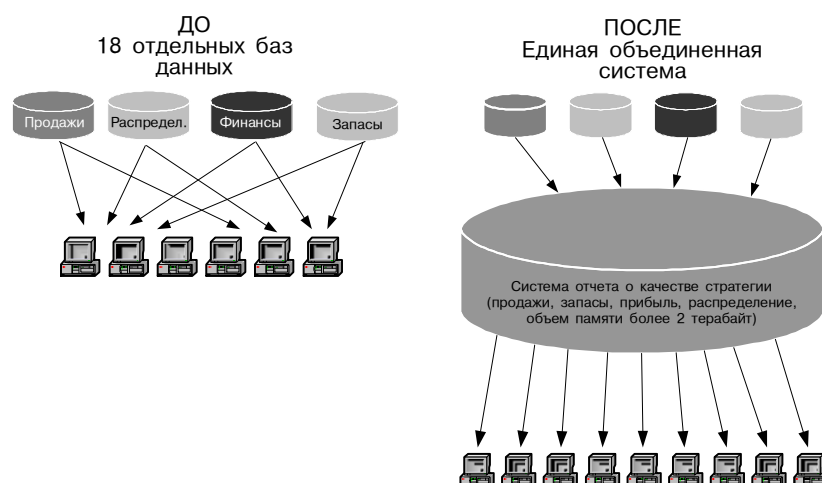 ДО
18 отдельных баз
данных
Продажи
Распредел.
Финансы
Запасы
ПОСЛЕ
Единая объединенная
система
Система отчета о качестве стратегии
(продажи, запасы, прибыль, распределение,
объем памяти более 2 терабайт)